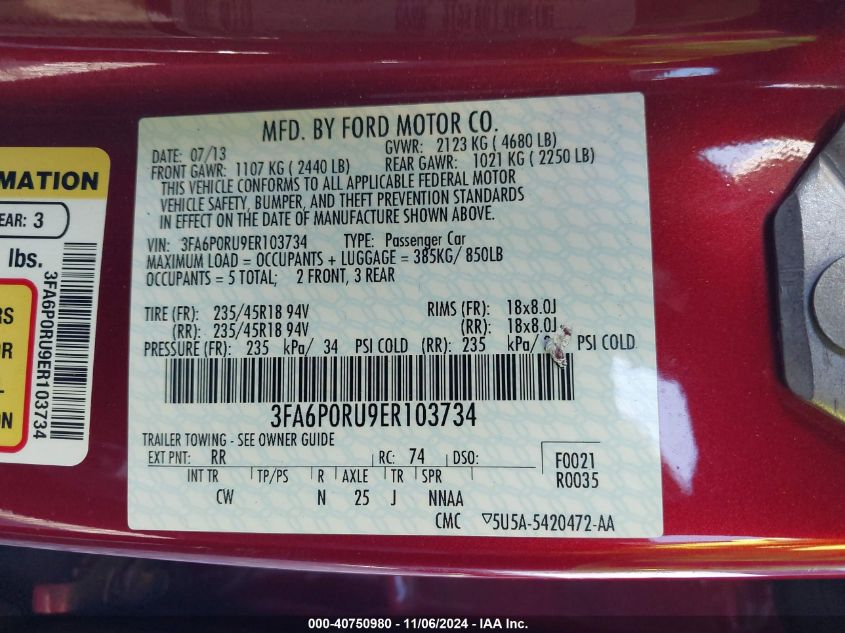 MATION
EAR: 3
lbs.
RS
OR
L
ON
3FA6P0RU9ER103734
MFD. BY FORD MOTOR CO.
DATE: 07/13 GVWR: 2123 KG ( 4680 LB)
FRONT GAWR: 1107 KG ( 2440 LB) REAR GAWR: 1021 KG ( 2250 LB)
THIS VEHICLE CONFORMS TO ALL APPLICABLE FEDERAL MOTOR
VEHICLE SAFETY, BUMPER, AND THEFT PREVENTION STANDARDS
IN EFFECT ON THE DATE OF MANUFACTURE SHOWN ABOVE.
VIN: 3FA6P0RU9ER103734 TYPE: Passenger Car
MAXIMUM LOAD = OCCUPANTS + LUGGAGE = 385KG/ 850LB
OCCUPANTS = 5 TOTAL; 2 FRONT, 3 REAR
TIRE (FR): 235/45R18 94V RIMS (FR): 18x8.0J
(RR): 235/45R18 94V (RR): 18x8.0J
PRESSURE (FR): 235 kPa/ 34 PSI COLD (RR): 235 kPa/ PSI COLD
3FA6P0RU9ER103734
TRAILER TOWING - SEE OWNER GUIDE
EXT PNT: RR RC: 74 DSO: F0021
INT TR TP/PS R AXLE TR SPR R0035
CW N 25 J NNAA
CMC ▽5U5A-5420472-AA
000-40750980 - 11/06/2024 - IAA Inc.